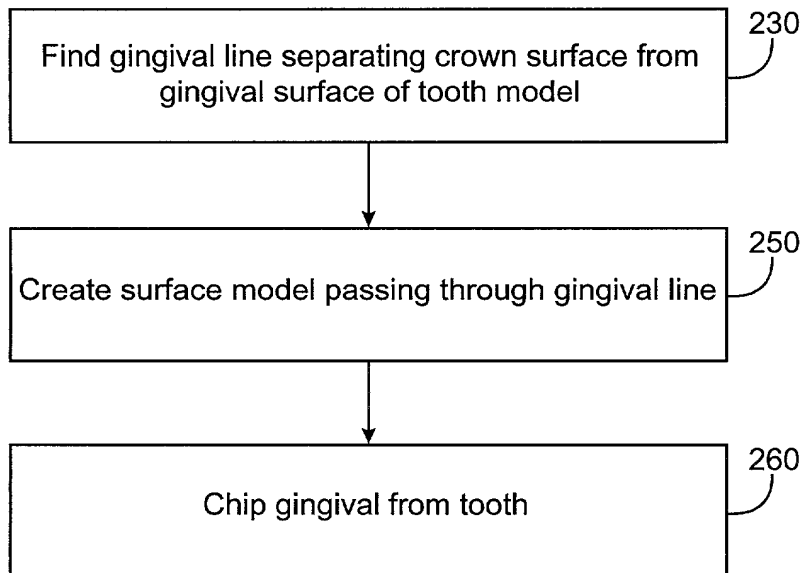 230
Find gingival line separating crown surface from
gingival surface of tooth model
250
Create surface model passing through gingival line
260
Chip gingival from tooth